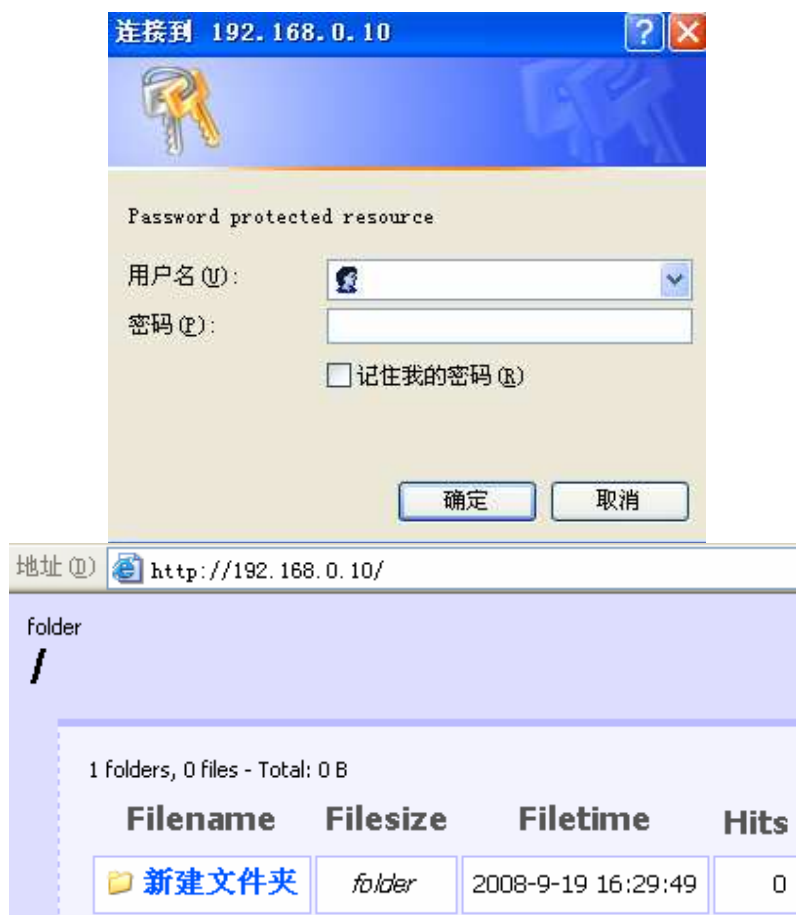 连接到 192.168.0.10
Password protected resource
用户名(U):
密码(P):
记住我的密码(R)
确定 取消
地址(D) http://192.168.0.10/
folder
/
1 folders, 0 files - Total: 0 B
Filename Filesize Filetime Hits
新建文件夹 folder 2008-9-19 16:29:49 0